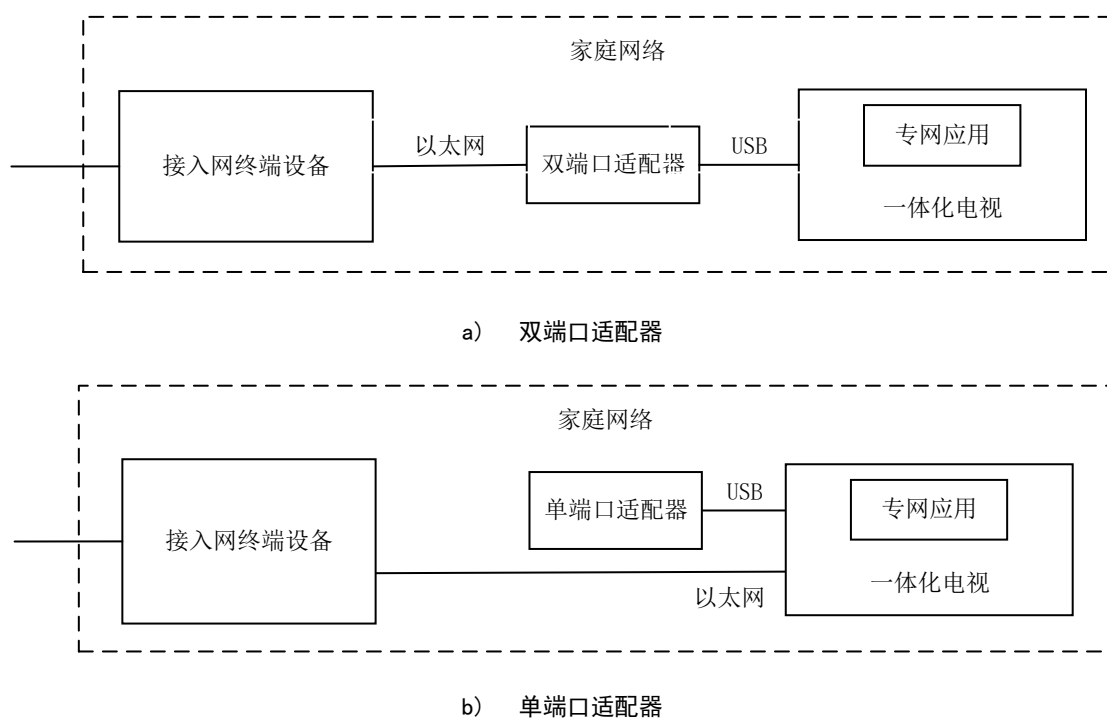 家庭网络
接入网终端设备
以太网
双端口适配器
USB
专网应用
一体化电视
a） 双端口适配器
家庭网络
接入网终端设备
单端口适配器
USB
专网应用
一体化电视
以太网
b） 单端口适配器